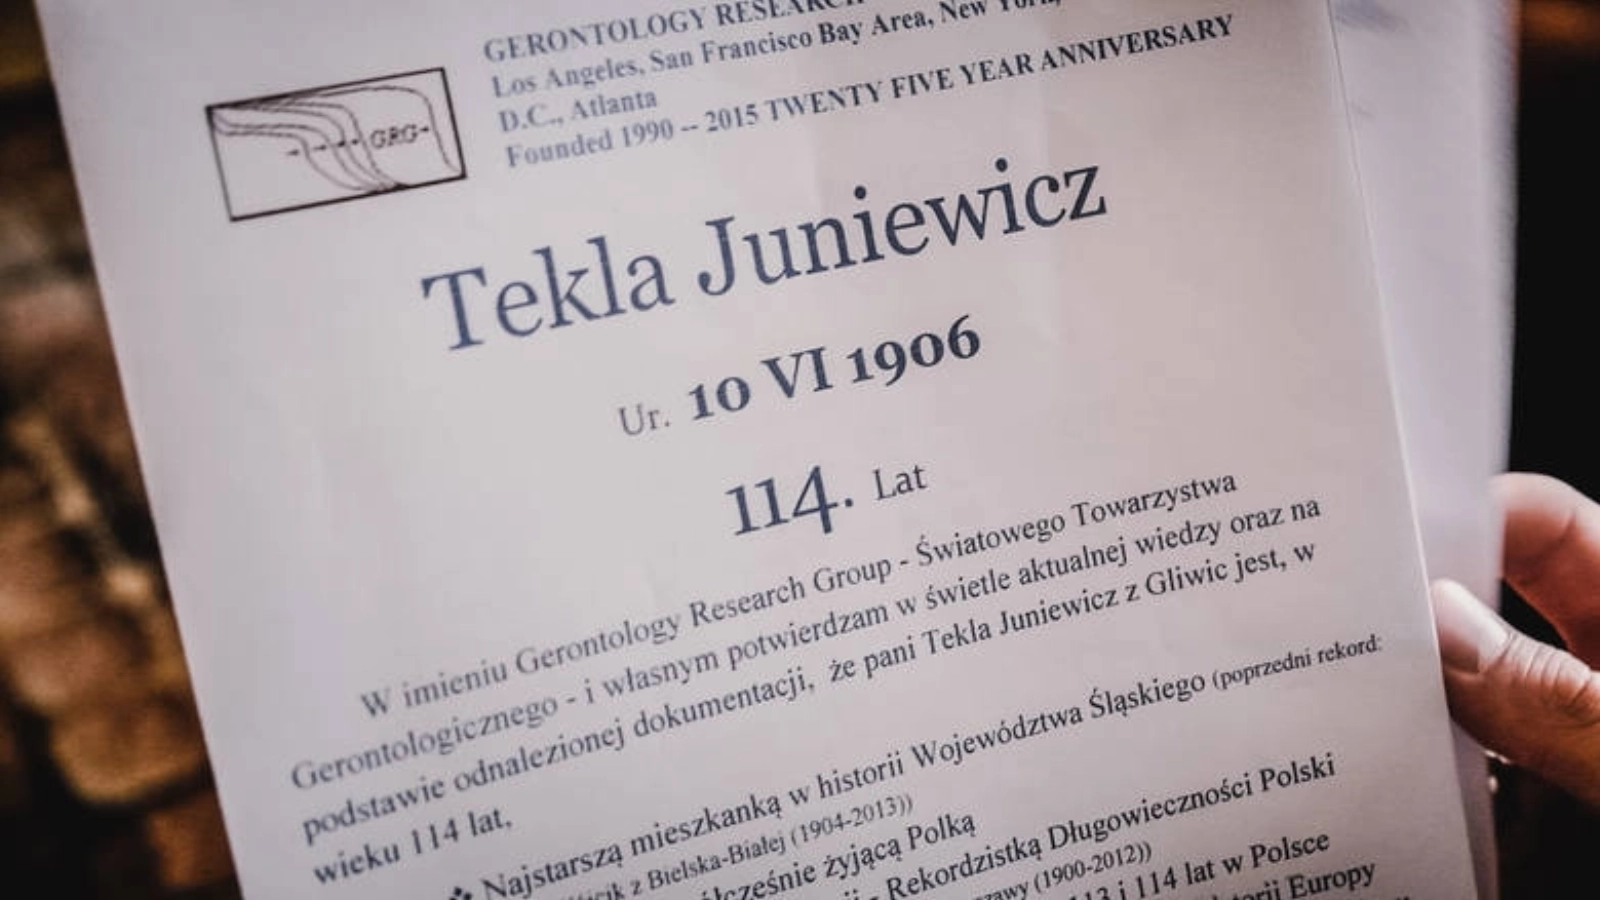 GERONTOLOGY RESEARCH
Los Angeles, San Francisco Bay Area, New York,
D.C., Atlanta
Founded 1990 -- 2015 TWENTY FIVE YEAR ANNIVERSARY
GRG
Tekla Juniewicz
Ur. 10 VI 1906
114. Lat
W imieniu Gerontology Research Group - Światowego Towarzystwa
Gerontologicznego - i własnym potwierdzam w świetle aktualnej wiedzy oraz na
podstawie odnalezionej dokumentacji, że pani Tekla Juniewicz z Gliwic jest, w
wieku 114 lat,
Najstarszą mieszkanką w historii Województwa Śląskiego (poprzedni rekord:
z Bielska-Białej (1904-2013))
żyjącą Polką
- Rekordzistką Długowieczności Polski
(1900-2012))
113 i 114 lat w Polsce
Europy